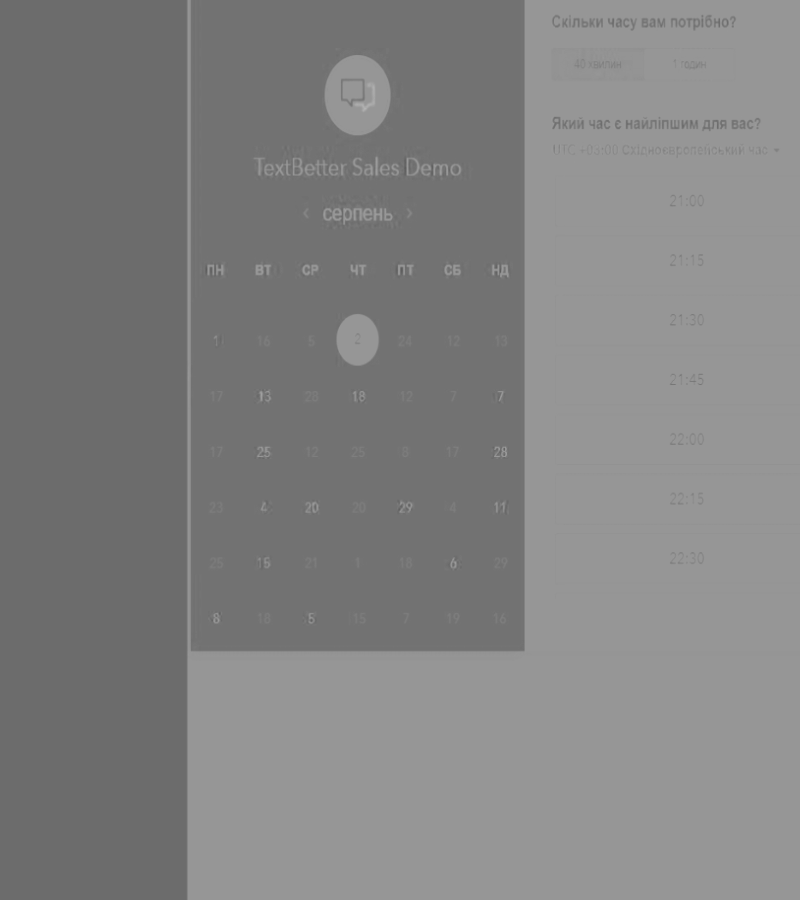 TextBetter Sales Demo
‹ серпень ›
ПН ВТ СР ЧТ ПТ СБ НД
16 5 2 24 12 13
17 13 20 18 12 7 7
17 25 12 25 8 17 28
23 4 20 20 29 4 11
25 15 21 1 18 6 29
8 18 5 15 7 19 16
Скільки часу вам потрібно?
40 хвилин 1 годин
Який час є найліпшим для вас?
UTC +03:00 Східноєвропейський час
21:00
21:15
21:30
21:45
22:00
22:15
22:30